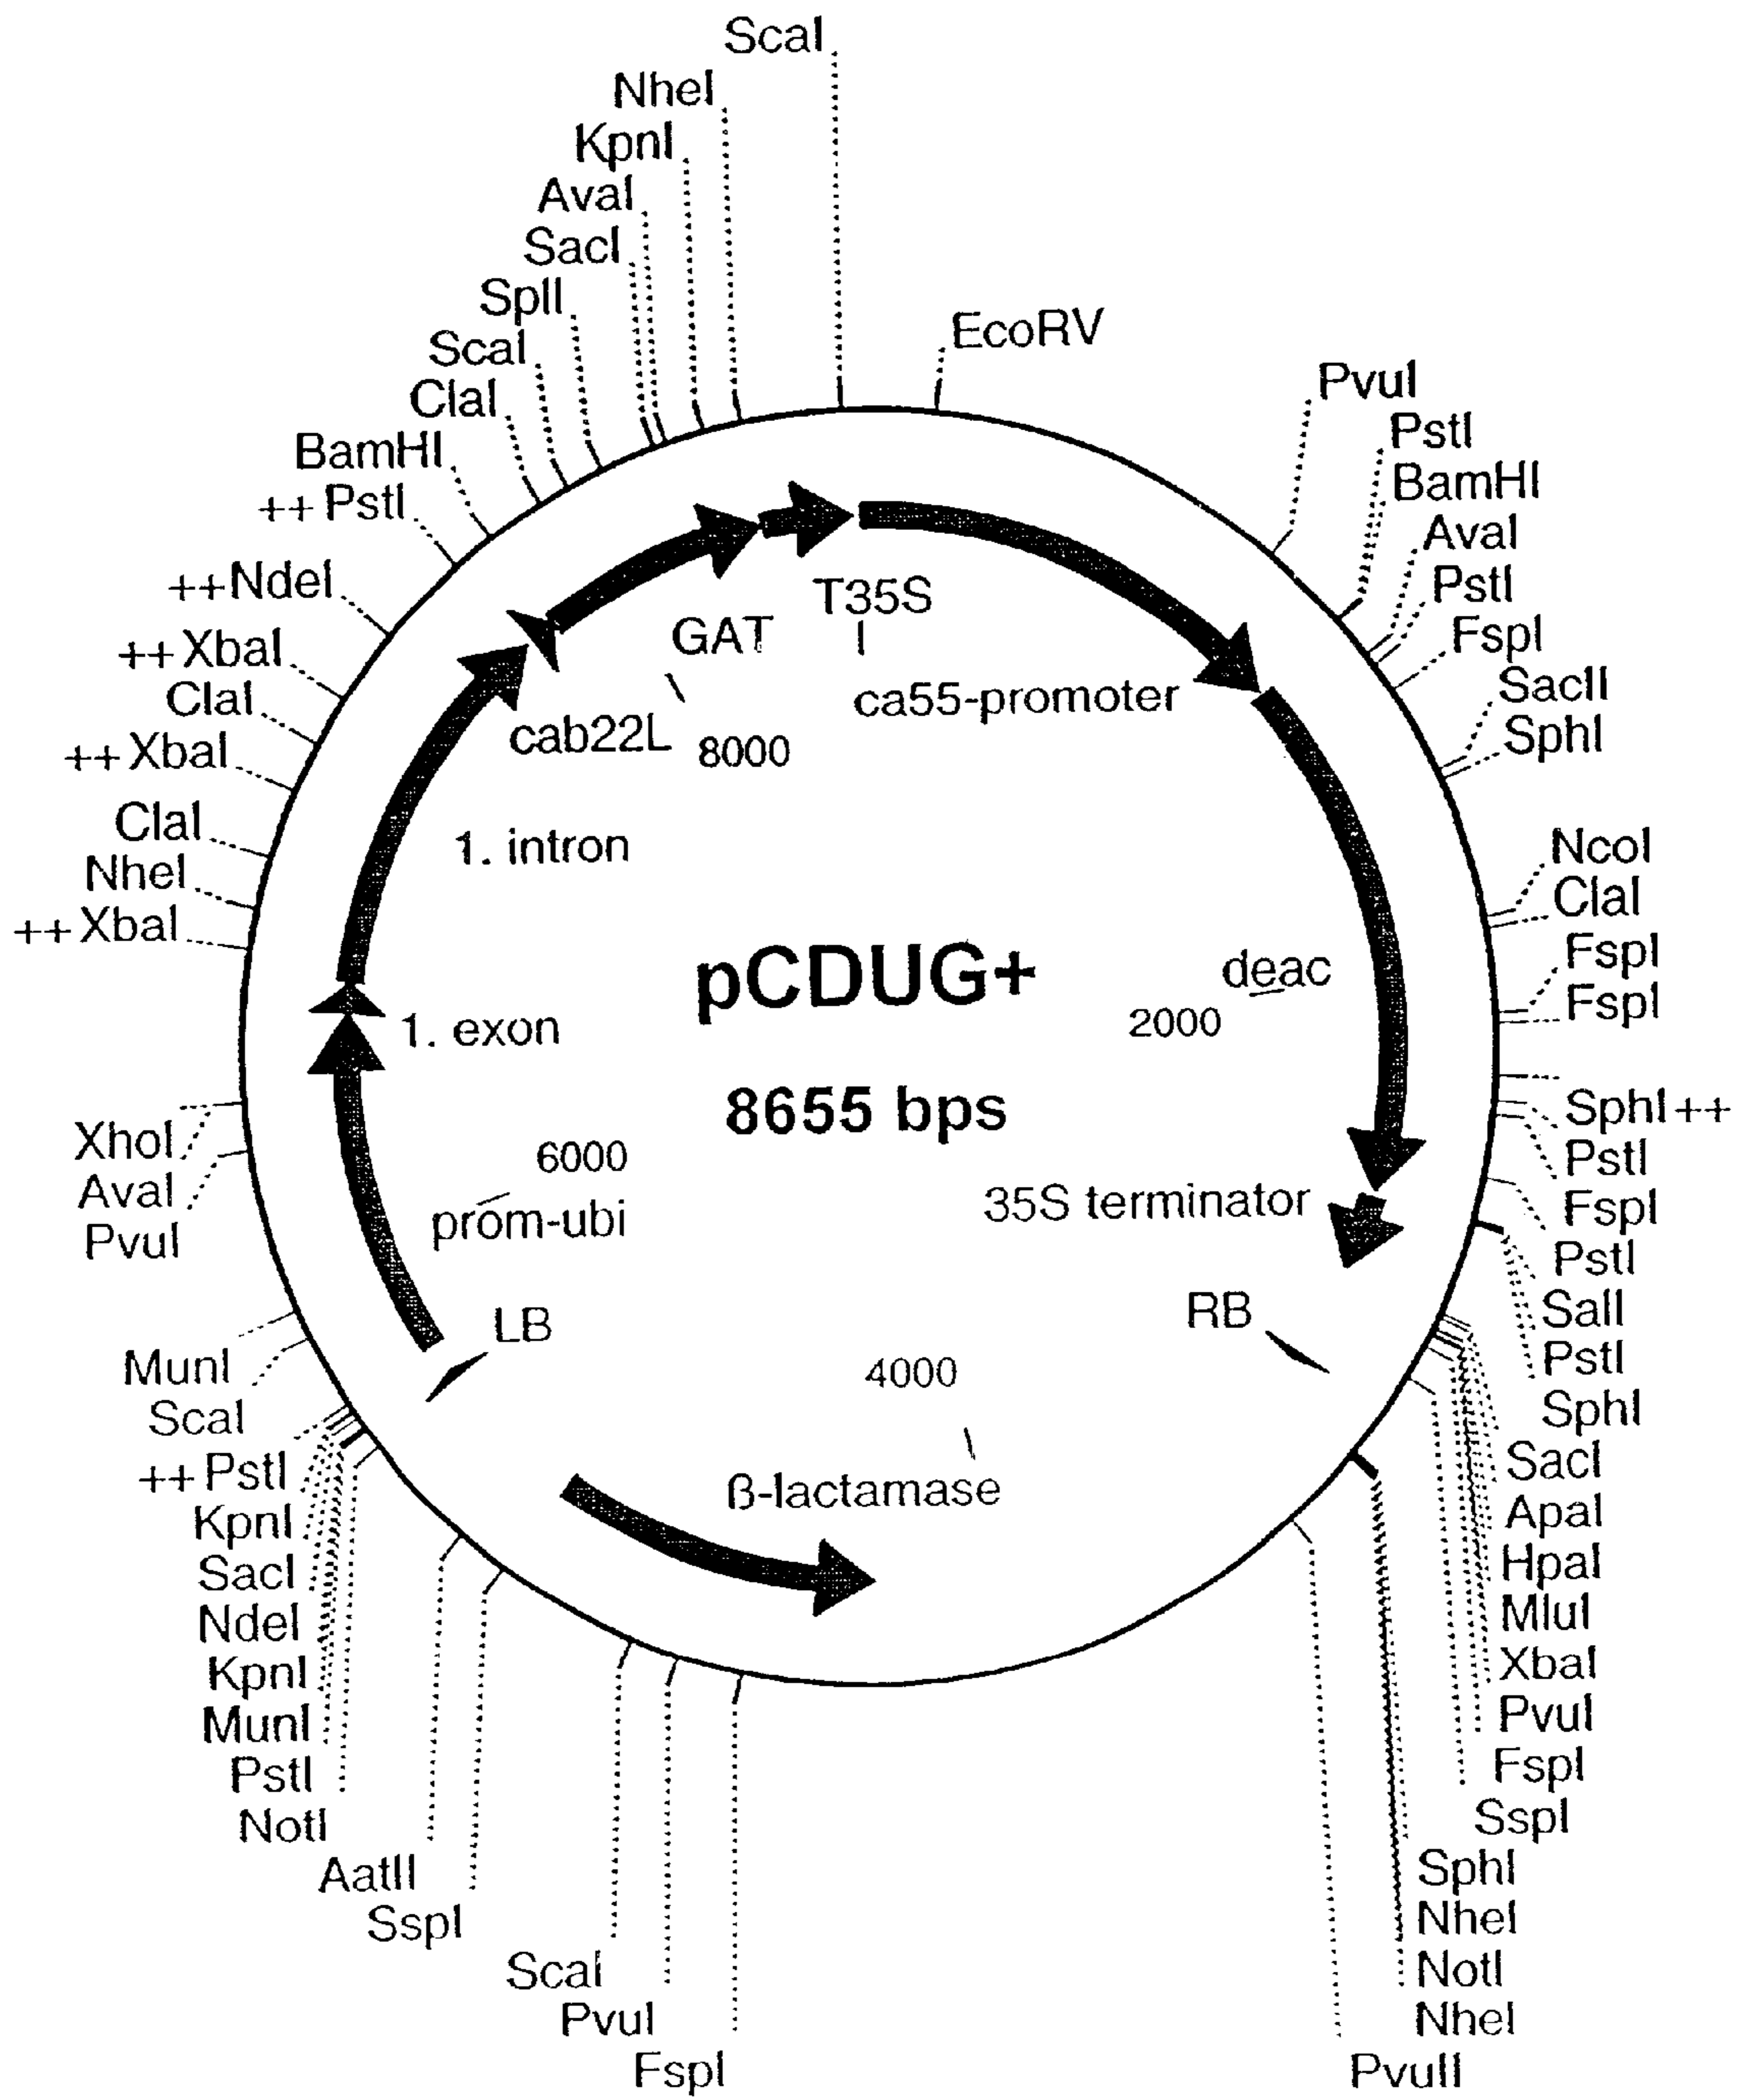 ScaI
NheI
KpnI
AvaI
SacI
SplI
ScaI
ClaI
BamHI
++ PstI
++NdeI
++ XbaI
ClaI
++ XbaI
ClaI
NheI
++ XbaI
XhoI
AvaI
PvuI
MunI
ScaI
++ PstI
KpnI
SacI
NdeI
KpnI
MunI
PstI
NotI
AatII
SspI
ScaI
PvuI
FspI
EcoRV
PvuI
PstI
BamHI
AvaI
PstI
FspI
SacII
SphI
NcoI
ClaI
FspI
FspI
SphI++
PstI
FspI
PstI
SalI
PstI
SphI
SacI
ApaI
HpaI
MluI
XbaI
PvuI
FspI
SspI
SphI
NheI
NotI
NheI
PvuII
T35S
GAT
ca55-promoter
cab22L
8000
1. intron
pCDUG+
deac
2000
1. exon
8655 bps
6000
35S terminator
prom-ubi
RB
LB
4000
ß-lactamase